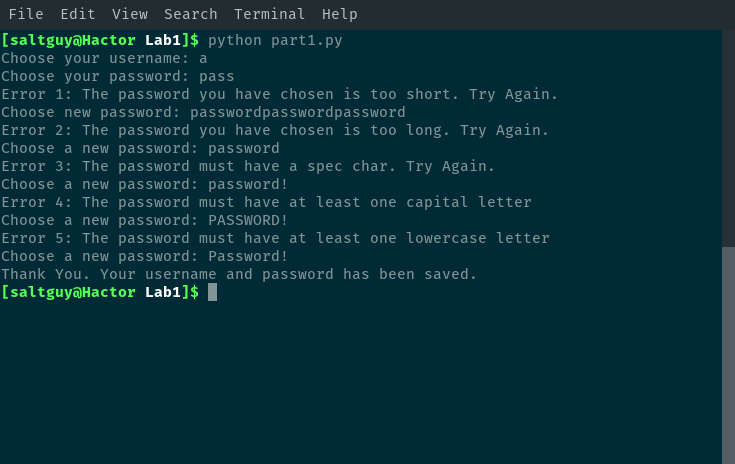 File Edit View Search Terminal Help
[saltguy@Hactor Lab1]$ python part1.py
Choose your username: a
Choose your password: pass
Error 1: The password you have chosen is too short. Try Again.
Choose new password: passwordpasswordpassword
Error 2: The password you have chosen is too long. Try Again.
Choose a new password: password
Error 3: The password must have a spec char. Try Again.
Choose a new password: password!
Error 4: The password must have at least one capital letter
Choose a new password: PASSWORD!
Error 5: The password must have at least one lowercase letter
Choose a new password: Password!
Thank You. Your username and password has been saved.
[saltguy@Hactor Lab1]$